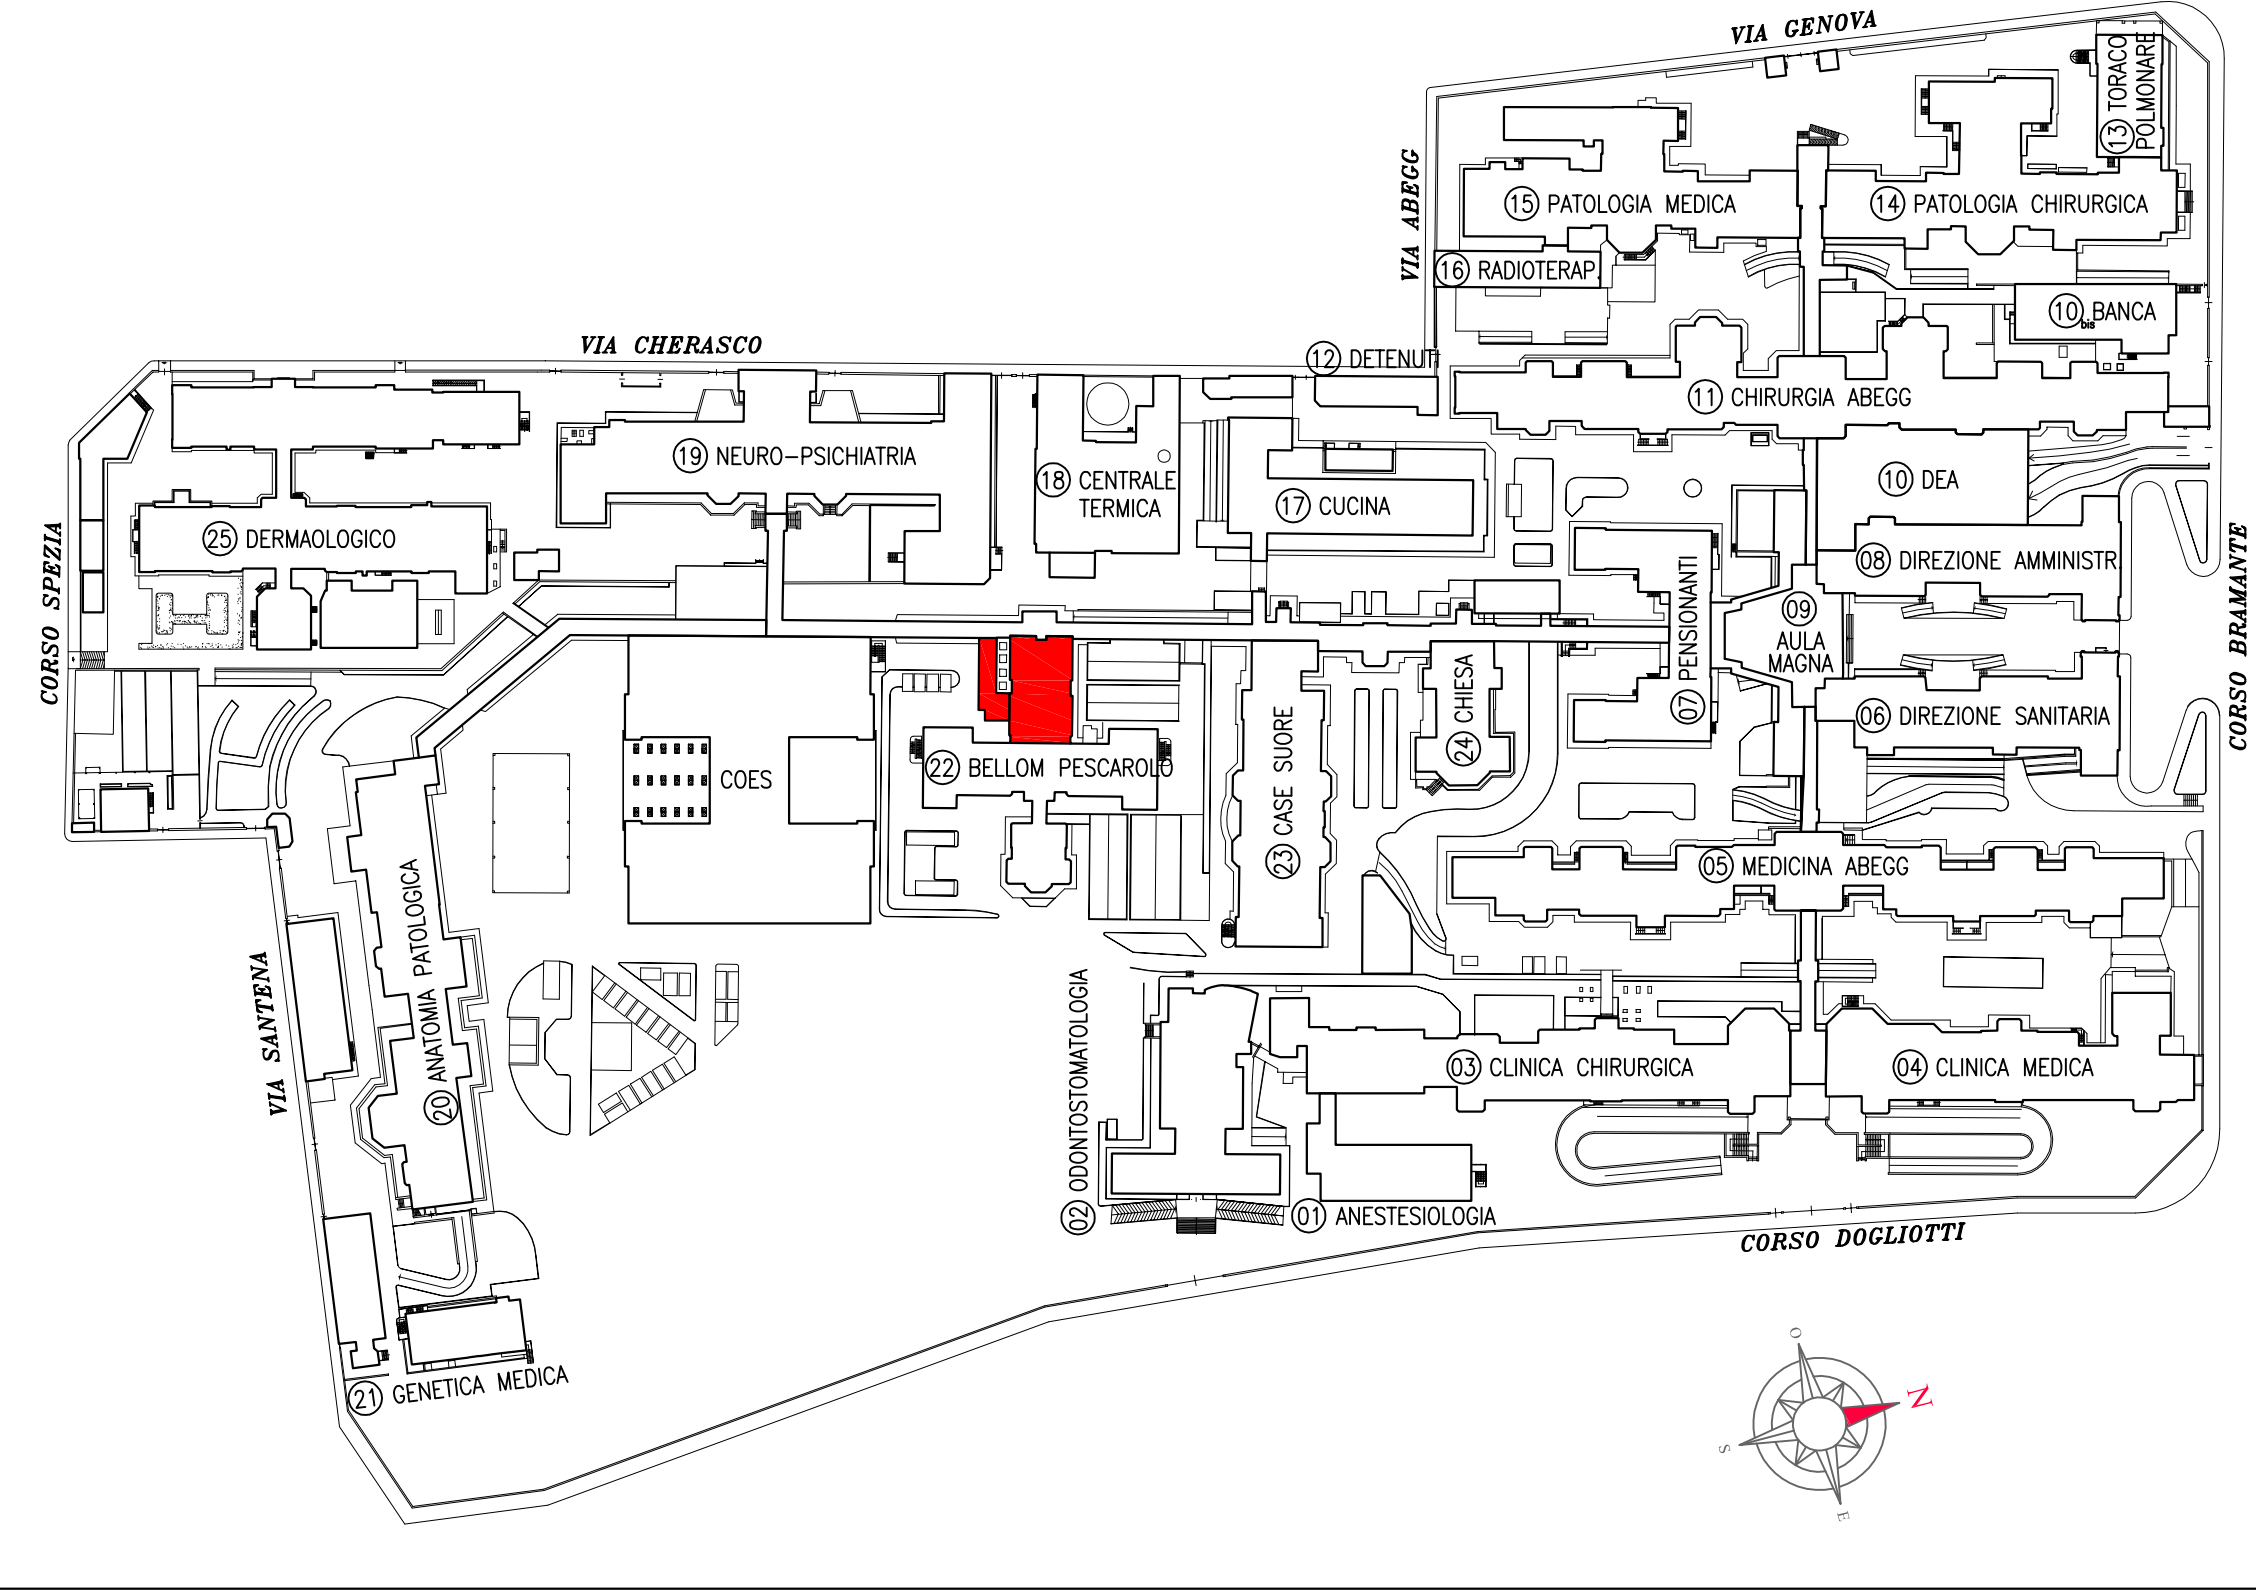 VIA GENOVA
13 TORACO
POLMONARE
VIA ABEGG
15 PATOLOGIA MEDICA
14 PATOLOGIA CHIRURGICA
16 RADIOTERAP.
10 bis BANCA
VIA CHERASCO
12 DETENUTI
11 CHIRURGIA ABEGG
19 NEURO-PSICHIATRIA
18 CENTRALE
TERMICA
17 CUCINA
10 DEA
25 DERMAOLOGICO
08 DIREZIONE AMMINISTR.
CORSO SPEZIA
CORSO BRAMANTE
07 PENSIONANTI
09
AULA
MAGNA
24 CHIESA
06 DIREZIONE SANITARIA
23 CASE SUORE
22 BELLOM PESCAROLO
COES
05 MEDICINA ABEGG
20 ANATOMIA PATOLOGICA
VIA SANTENA
02 ODONTOSTOMATOLOGIA
03 CLINICA CHIRURGICA
04 CLINICA MEDICA
01 ANESTESIOLOGIA
CORSO DOGLIOTTI
21 GENETICA MEDICA
O
N
S
E